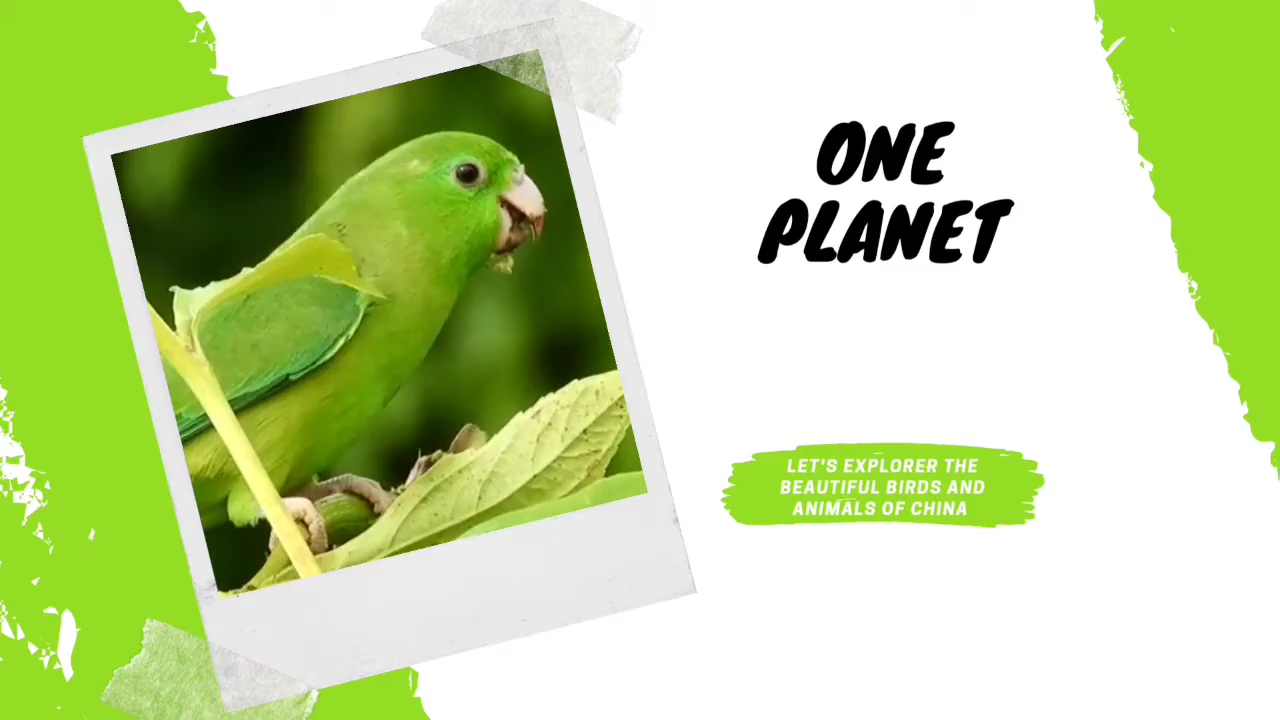 ONE
PLANET
LET'S EXPLORER THE
BEAUTIFUL BIRDS AND
ANIMALS OF CHINA